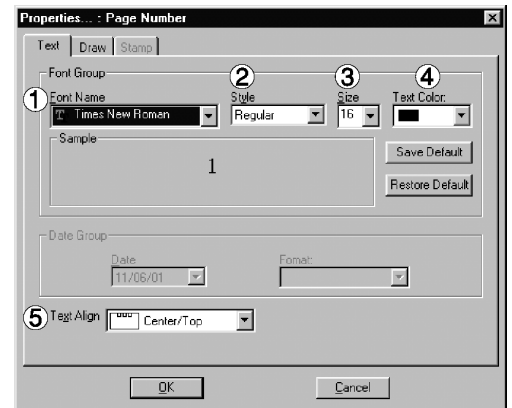 Properties... : Page Number
Text Draw Stamp
Font Group
① Font Name ② Style ③ Size ④ Text Color:
Times New Roman Regular 16
Sample
1
Save Default
Restore Default
Date Group
Date Fomat:
11/06/01
⑤ Text Align Center/Top
OK Cancel